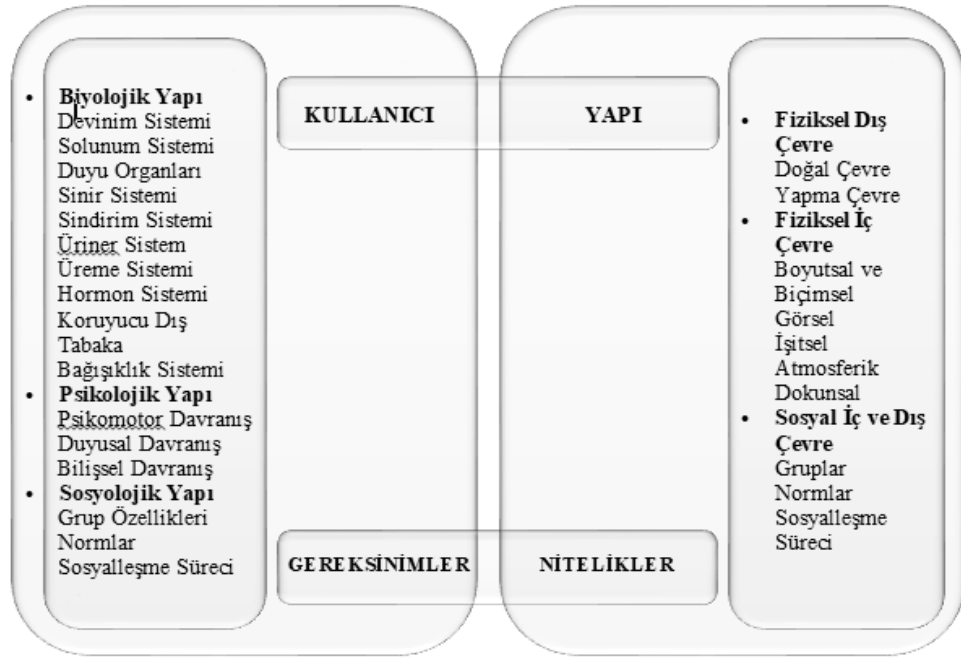 • Biyolojik Yapı
Devinim Sistemi
Solunum Sistemi
Duyu Organları
Sinir Sistemi
Sindirim Sistemi
Üriner Sistem
Üreme Sistemi
Hormon Sistemi
Koruyucu Dış
Tabaka
Bağışıklık Sistemi
• Psikolojik Yapı
Psikomotor Davranış
Duyusal Davranış
Bilişsel Davranış
• Sosyolojik Yapı
Grup Özellikleri
Normlar
Sosyalleşme Süreci
KULLANICI
YAPI
GEREKSİNİMLER
NİTELİKLER
• Fiziksel Dış
Çevre
Doğal Çevre
Yapma Çevre
• Fiziksel İç
Çevre
Boyutsal ve
Biçimsel
Görsel
İşitsel
Atmosferik
Dokunsal
• Sosyal İç ve Dış
Çevre
Gruplar
Normlar
Sosyalleşme
Süreci